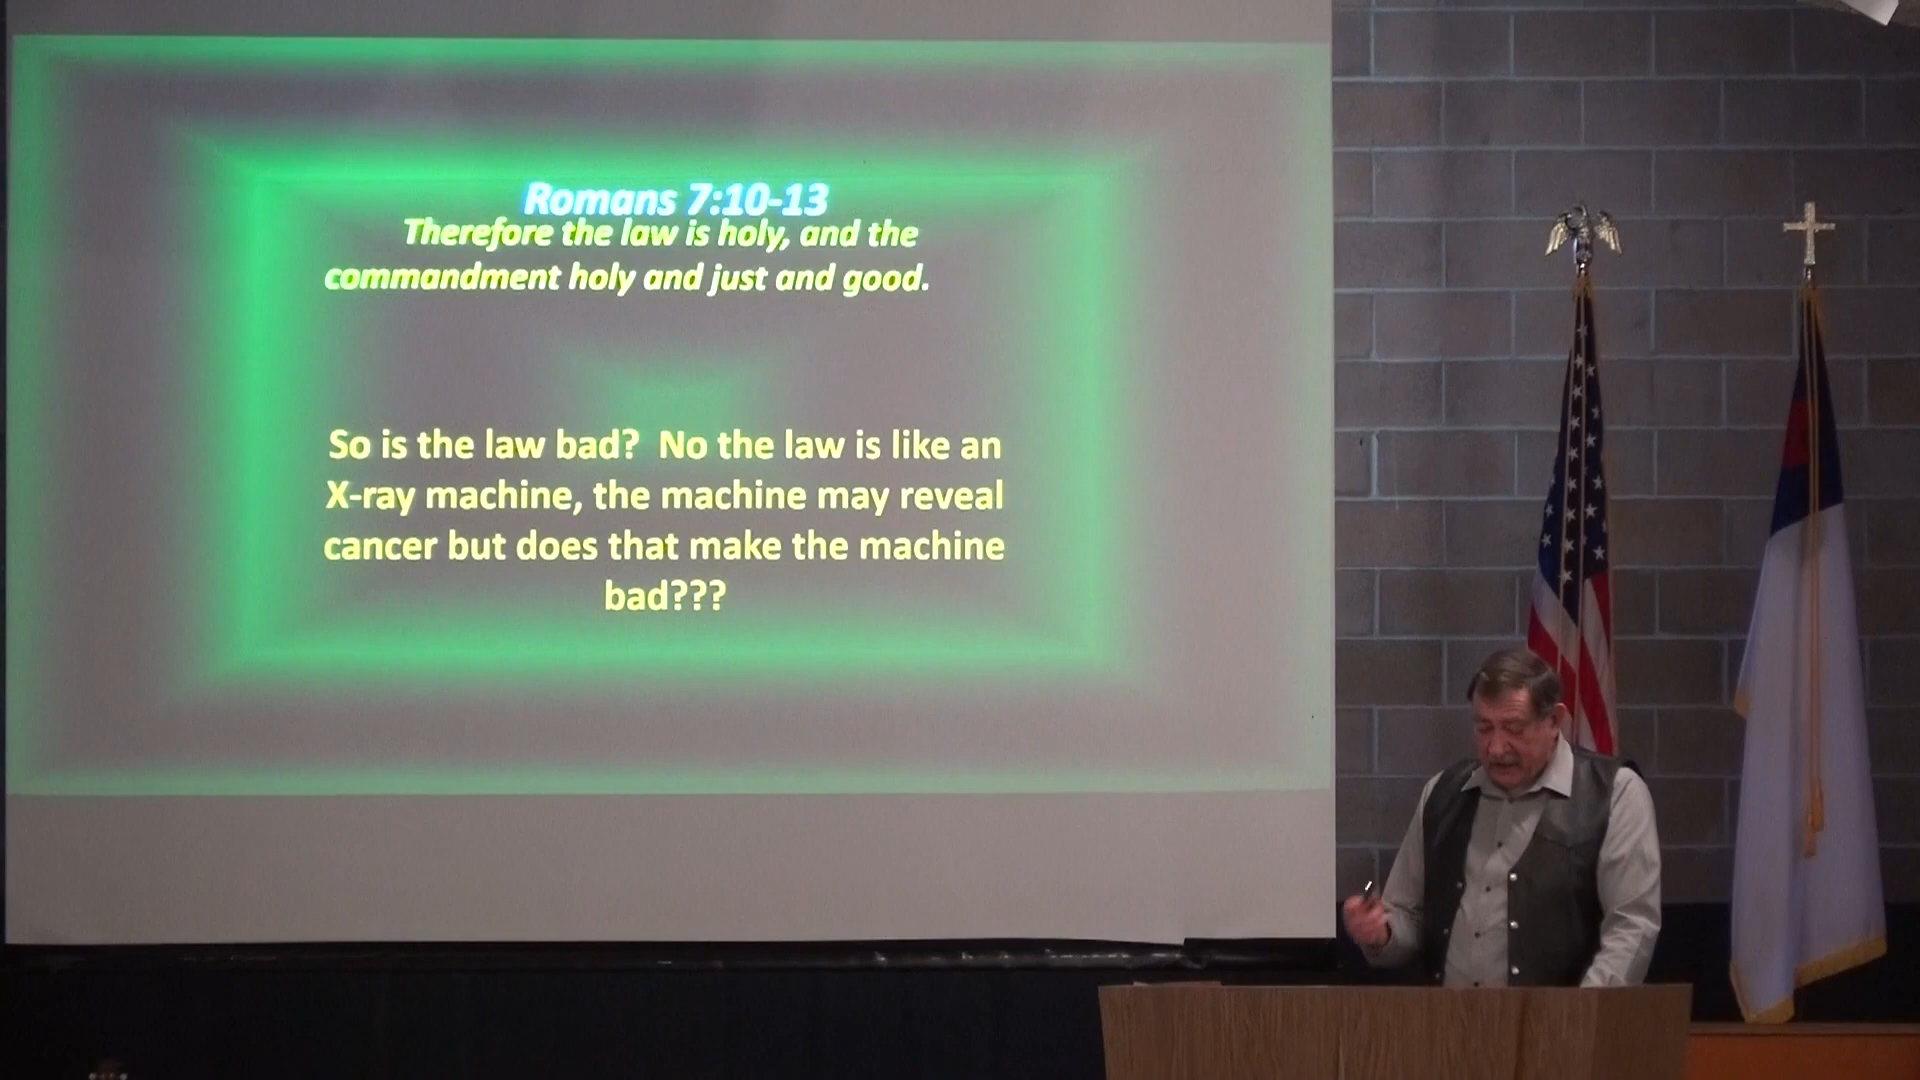 Romans 7:10-13
Therefore the law is holy, and the
commandment holy and just and good.
So is the law bad?  No the law is like an
X-ray machine, the machine may reveal
cancer but does that make the machine
bad???